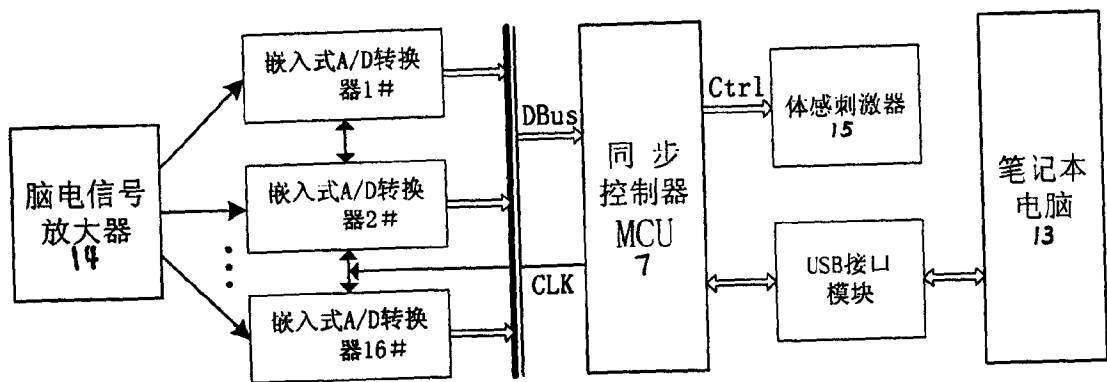 脑电信号
放大器
14
嵌入式A/D转换
器1#
嵌入式A/D转换
器2#
嵌入式A/D转换
器16#
DBus
CLK
同 步
控制器
MCU
7
Ctrl
体感刺激器
15
USB接口
模块
笔记本
电脑
13